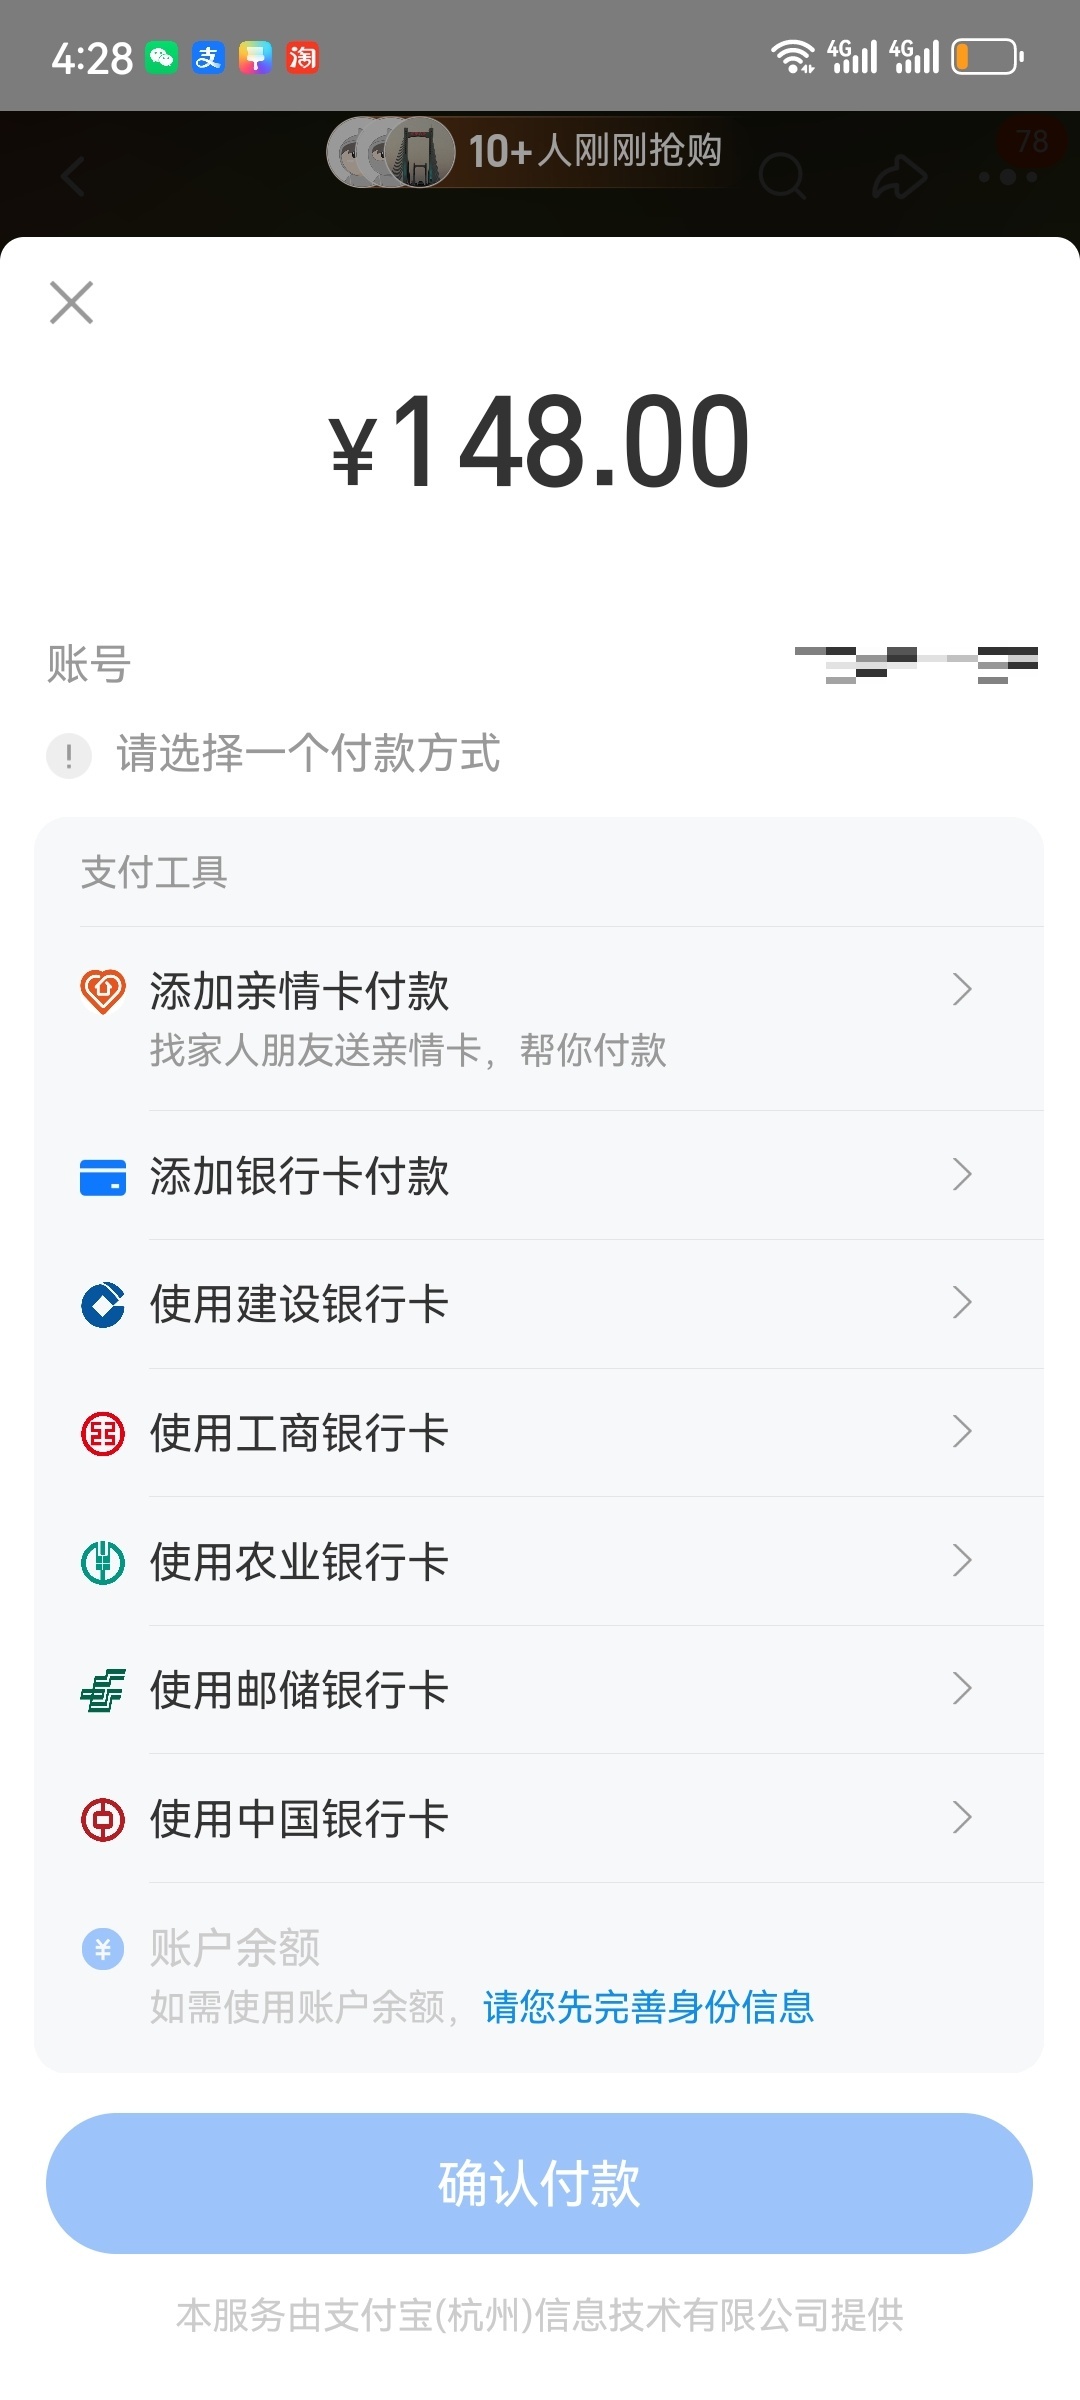 4:28
支
淘
4G
4G
10+人刚刚抢购
78
¥148.00
账号
! 请选择一个付款方式
支付工具
添加亲情卡付款
找家人朋友送亲情卡，帮你付款
添加银行卡付款
使用建设银行卡
使用工商银行卡
使用农业银行卡
使用邮储银行卡
使用中国银行卡
¥ 账户余额
如需使用账户余额，请您先完善身份信息
确认付款
本服务由支付宝(杭州)信息技术有限公司提供